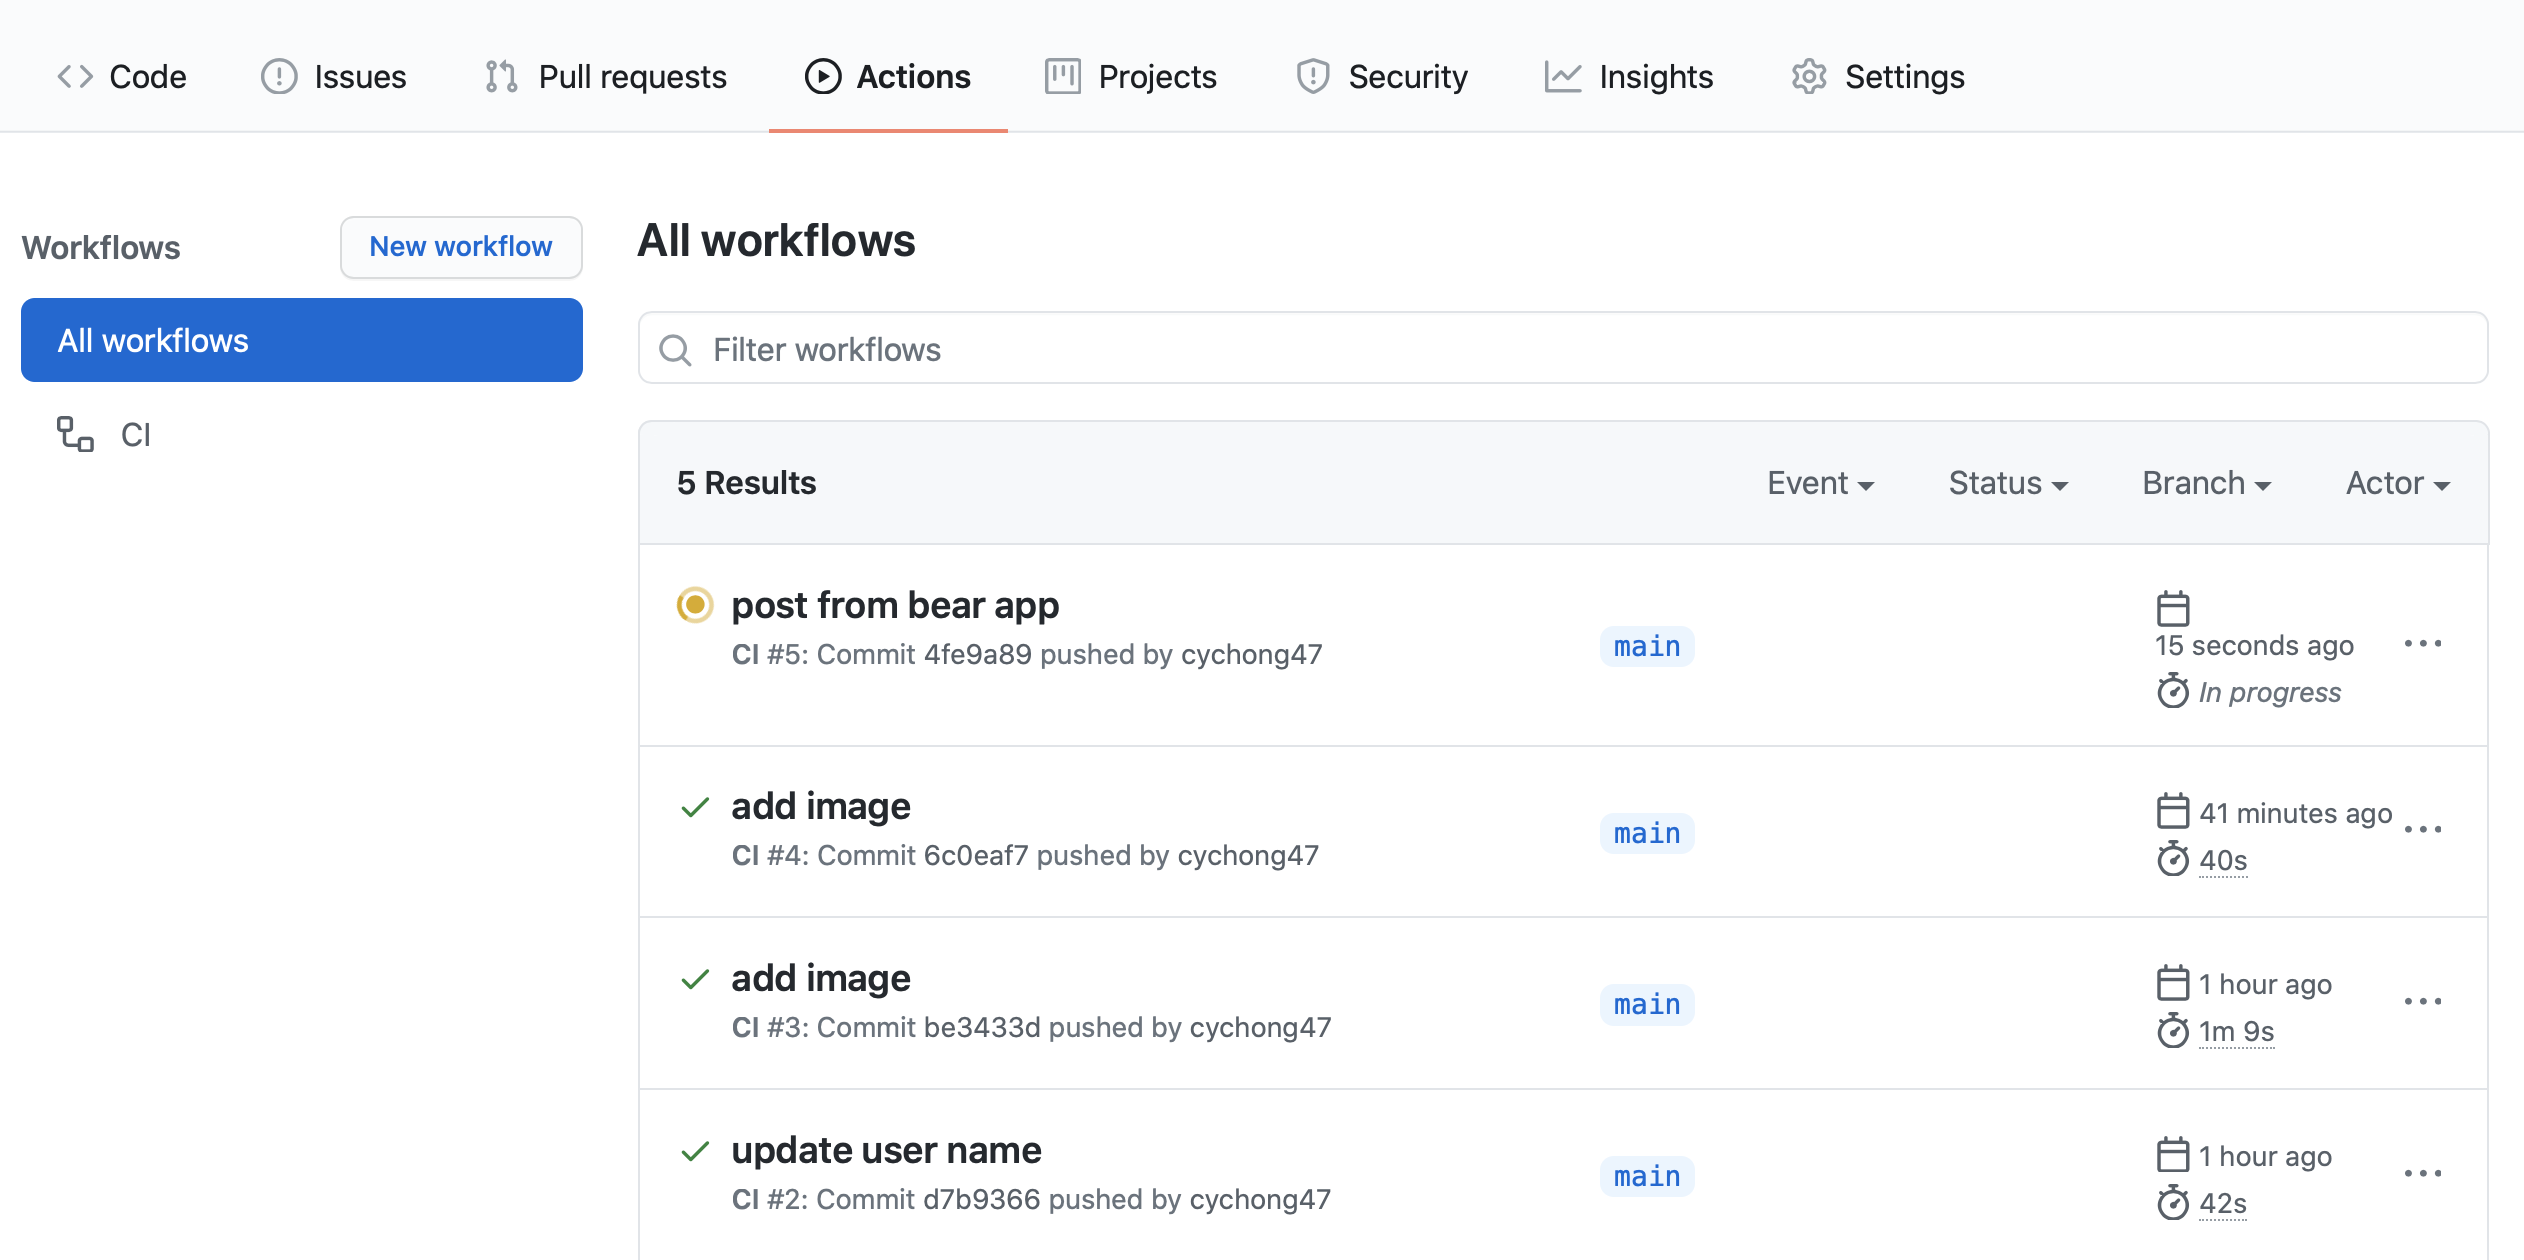 Code Issues Pull requests Actions Projects Security Insights Settings
Workflows
New workflow
All workflows
CI
All workflows
Filter workflows
5 Results
Event Status Branch Actor
post from bear app
CI #5: Commit 4fe9a89 pushed by cychong47
main
15 seconds ago
In progress
add image
CI #4: Commit 6c0eaf7 pushed by cychong47
main
41 minutes ago
40s
add image
CI #3: Commit be3433d pushed by cychong47
main
1 hour ago
1m 9s
update user name
CI #2: Commit d7b9366 pushed by cychong47
main
1 hour ago
42s